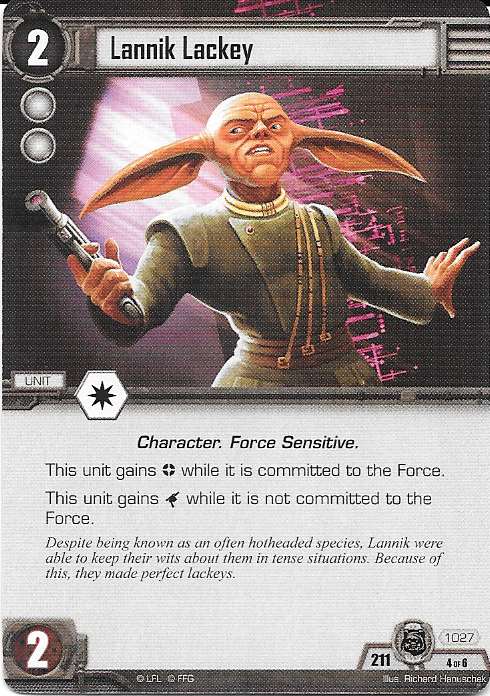 2
Lannik Lackey
UNIT
Character. Force Sensitive.
This unit gains while it is committed to the Force.
This unit gains while it is not committed to the
Force.
Despite being known as an often hotheaded species, Lannik were
able to keep their wits about them in tense situations. Because of
this, they made perfect lackeys.
2
211
1027
4 OF 6
© LFL © FFG
Illus. Richard Hanuschek